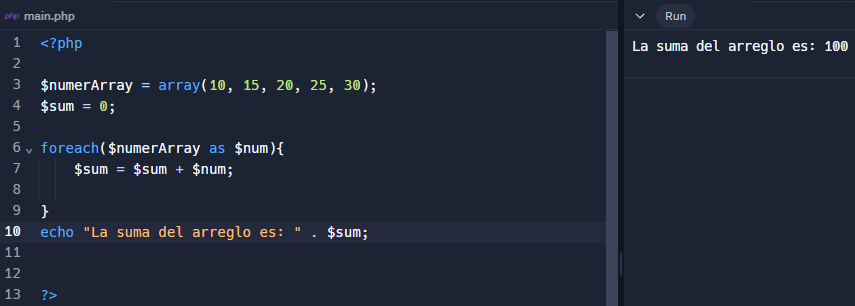 php main.php
Run
1 <?php
2
3 $numerArray = array(10, 15, 20, 25, 30);
4 $sum = 0;
5
6 foreach($numerArray as $num){
7 $sum = $sum + $num;
8
9 }
10 echo "La suma del arreglo es: " . $sum;
11
12
13 ?>
La suma del arreglo es: 100